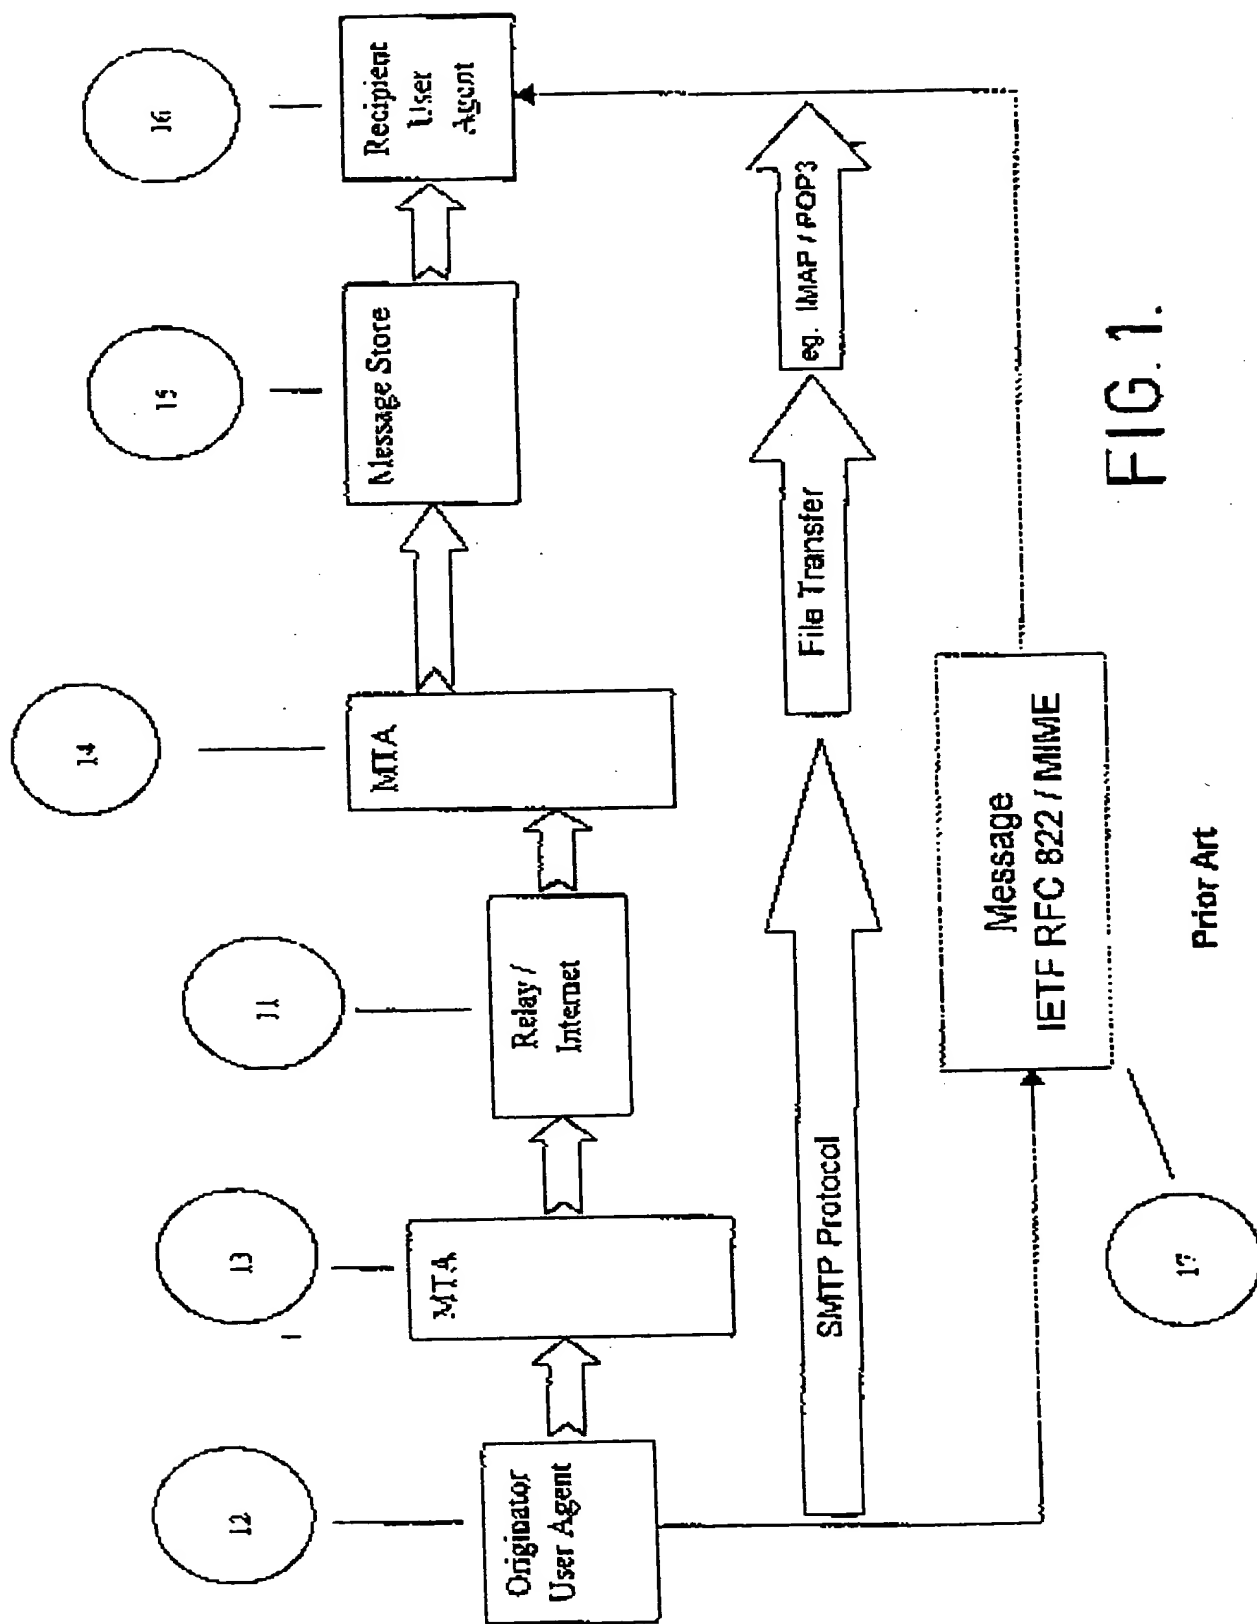 12
13
11
14
15
16
Originator
User Agent
MTA
Relay /
Internet
MTA
Message Store
Recipient
User
Agent
SMTP Protocol
File Transfer
eg. IMAP / POP3
Message
IETF RFC 822 / MIME
17
Prior Art
FIG. 1.